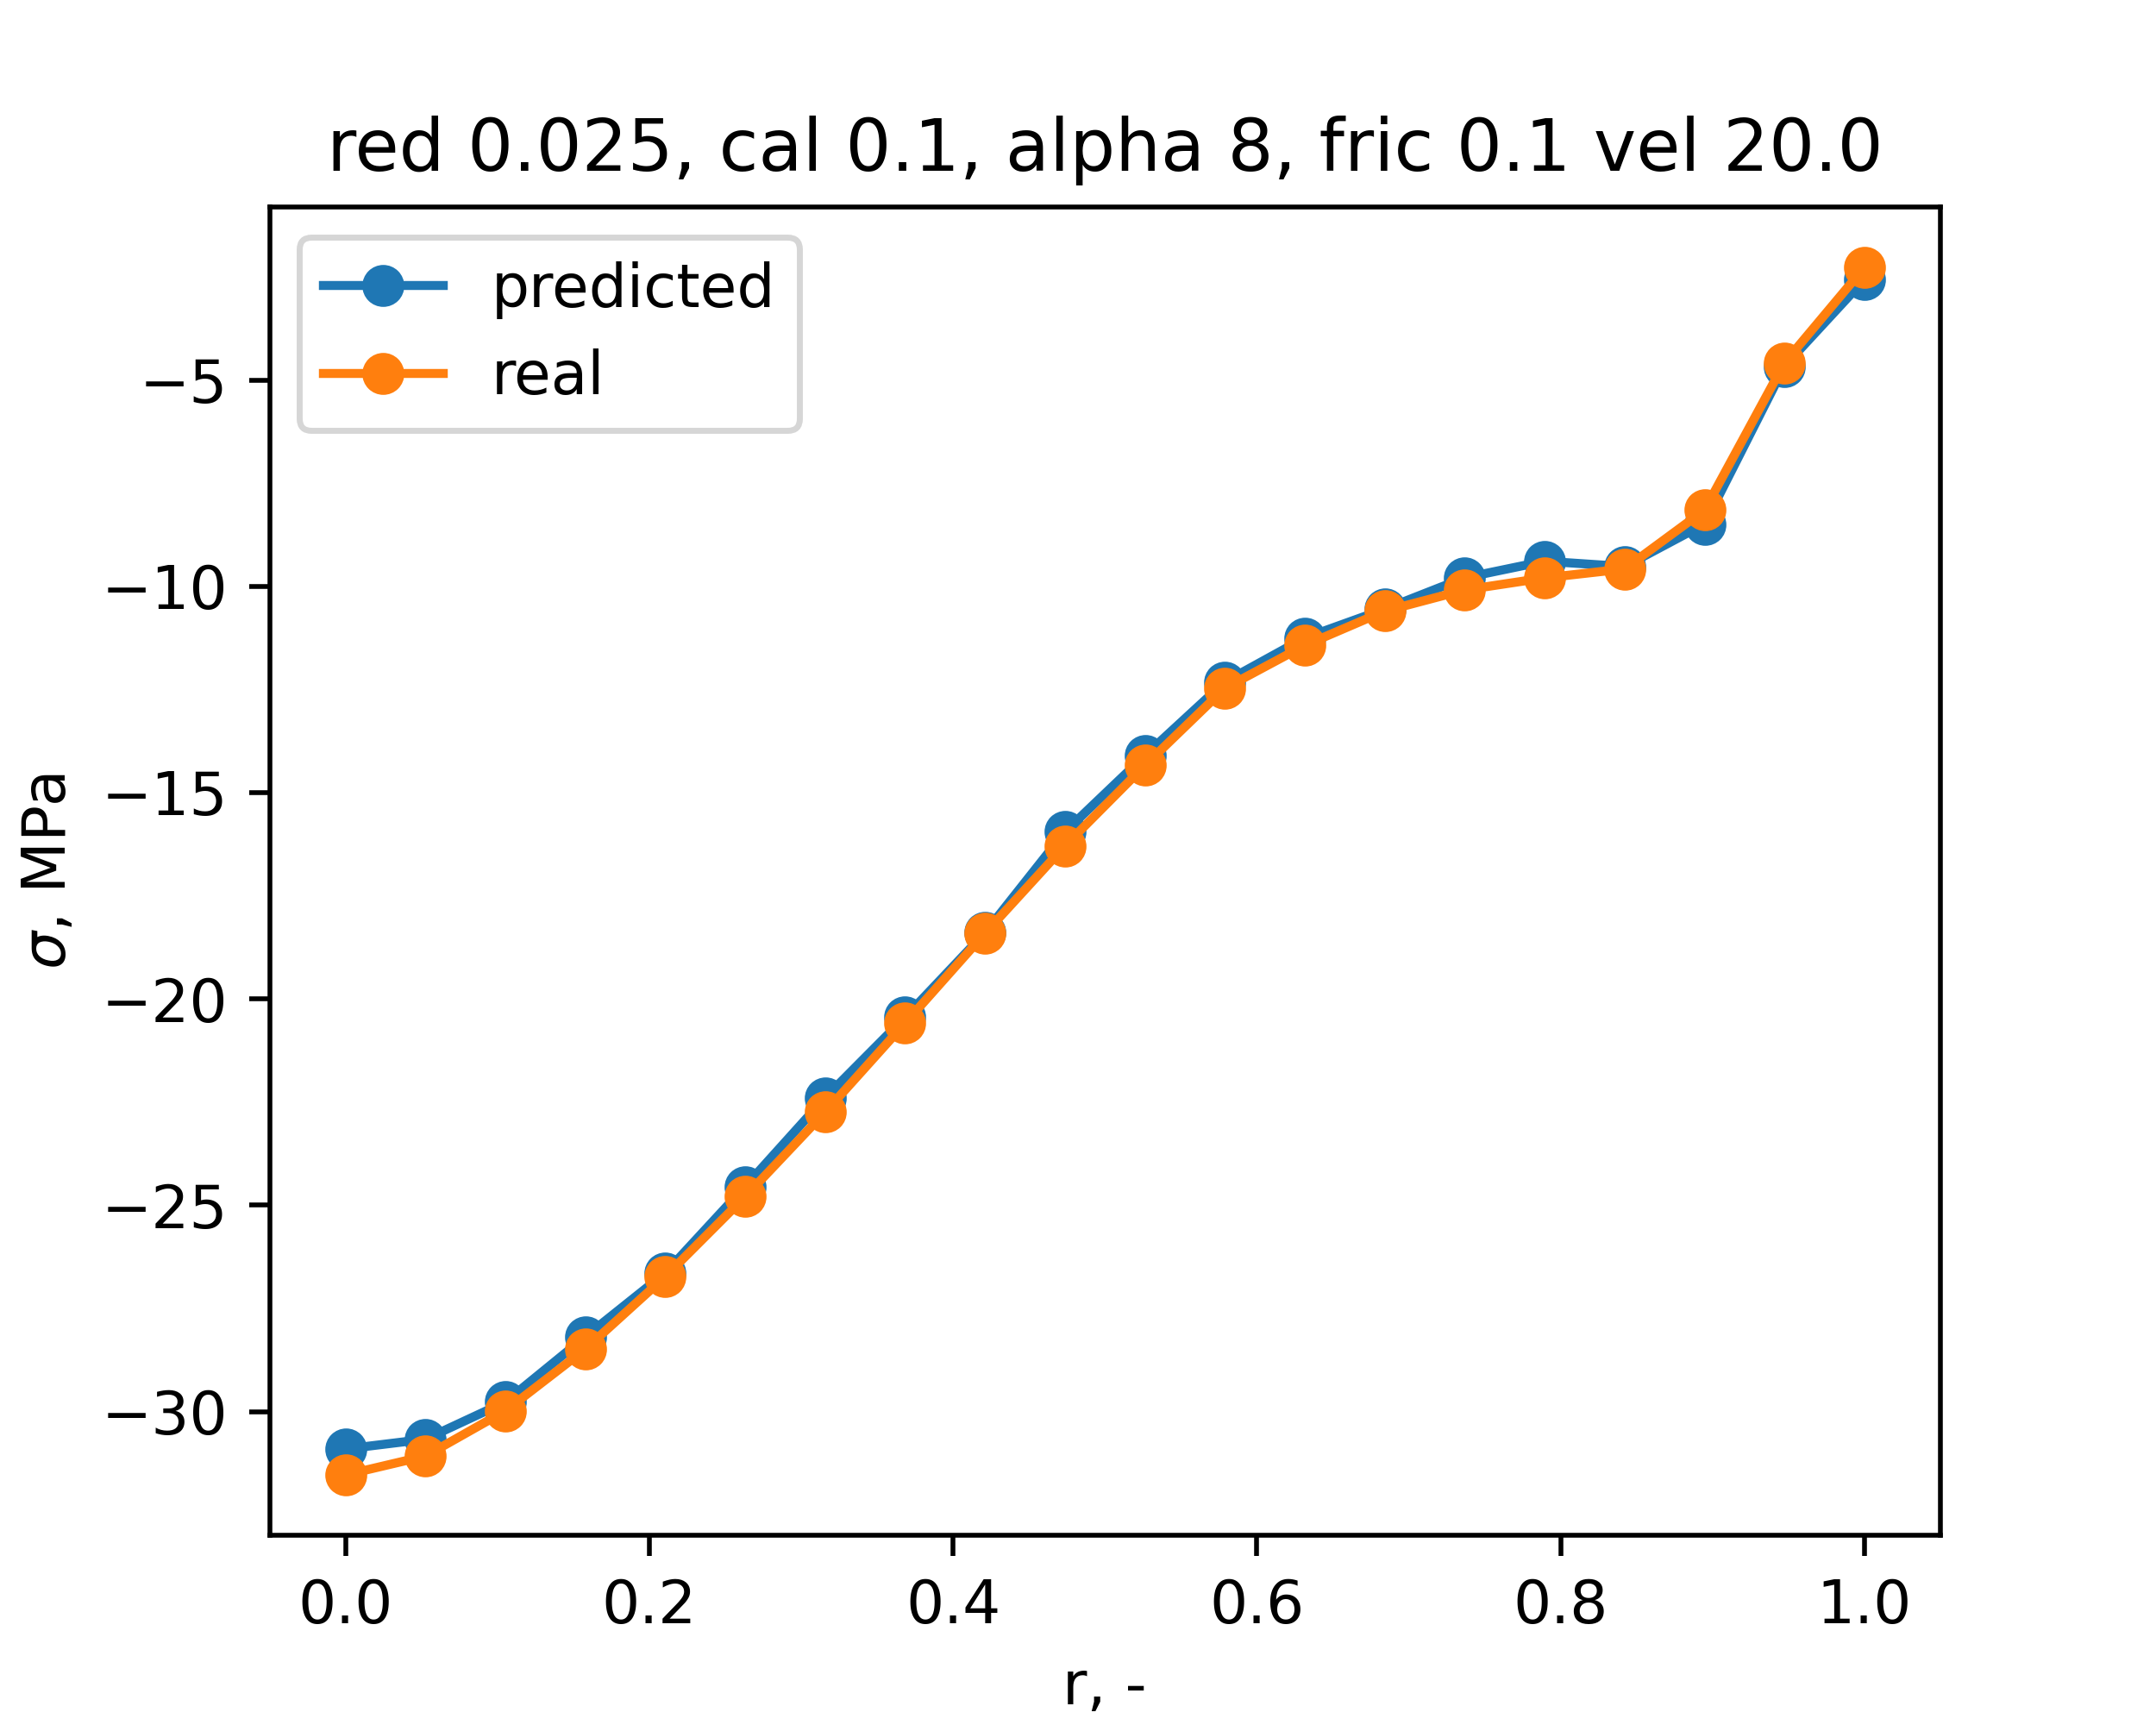 red 0.025, cal 0.1, alpha 8, fric 0.1 vel 20.0
predicted
real
−5
−10
−15
−20
−25
−30
σ, MPa
0.0 0.2 0.4 0.6 0.8 1.0
r, -